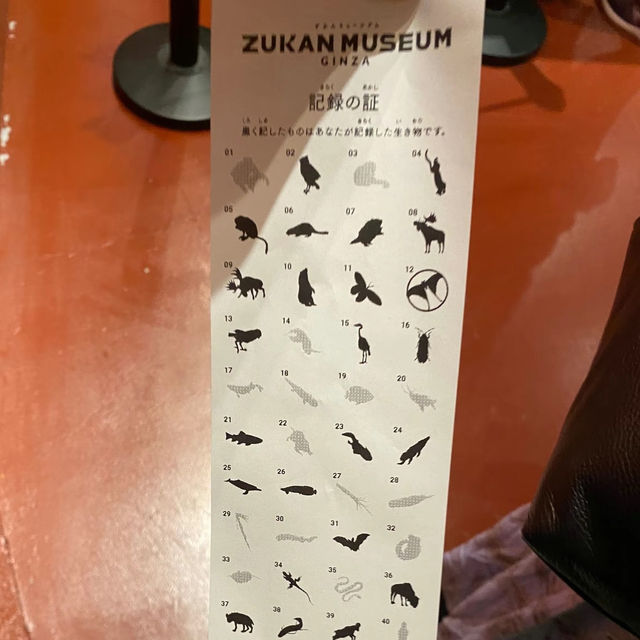 ずかんミュージアム
ZUKAN MUSEUM
GINZA
きろく あかし
記録の証
くろ しる きろく い もの
黒く記したものはあなたが記録した生き物です。
01 02 03 04
05 06 07 08
09 10 11 12
13 14 15 16
17 18 19 20
21 22 23 24
25 26 27 28
29 30 31 32
33 34 35 36
37 38 39 40